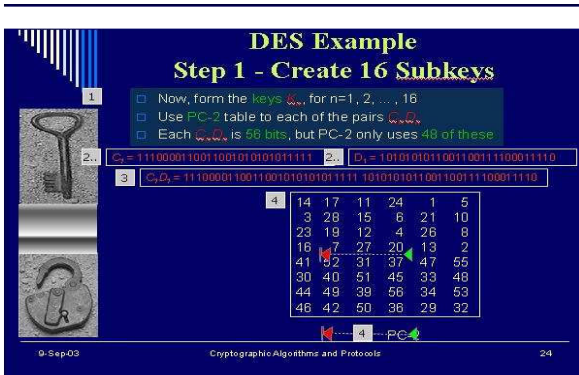 DES Example
Step 1 - Create 16 Subkeys
1
Now, form the keys Kₙ, for n=1, 2, ... , 16
Use PC-2 table to each of the pairs CₙDₙ
Each CₙDₙ is 56 bits, but PC-2 only uses 48 of these
2.. C₁ = 1110000110011001010101011111 2.. D₁ = 1010101011001100111100011110
3 C₁D₁ = 1110000110011001010101011111 1010101011001100111100011110
4
14 17 11 24 1 5
3 28 15 6 21 10
23 19 12 4 26 8
16 7 27 20 13 2
41 52 31 37 47 55
30 40 51 45 33 48
44 49 39 56 34 53
46 42 50 36 29 32
4 PC-2
9-Sep-03 Cryptographic Algorithms and Protocols 24